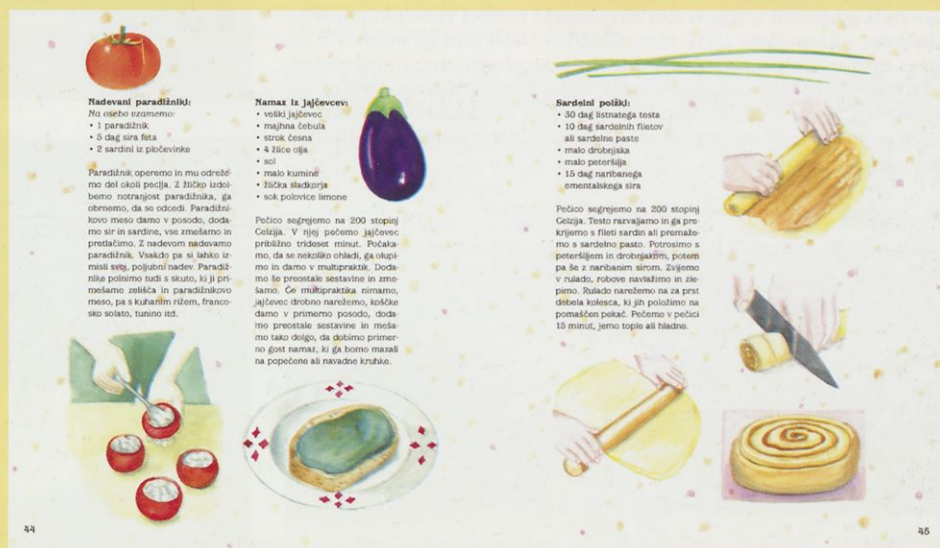 Nadevani paradižniki:
Na osebo vzamemo:
• 1 paradižnik
• 5 dag sira feta
• 2 sardini iz pločevinke
Paradižnik operemo in mu odreže-
mo del okoli peclja. Z žličko izdol-
bemo notranjost paradižnika, ga
obrnemo, da se odcedi. Paradižni-
kovo meso damo v posodo, doda-
mo sir in sardine, vse zmešamo in
pretlačimo. Z nadevom nadevamo
paradižnik. Vsakdo pa si lahko iz-
misli svoj, poljubni nadev. Paradiž-
nike polnimo tudi s skuto, ki ji pri-
mešamo zelišča in paradižnikovo
meso, pa s kuhanim rižem, franco-
sko solato, tunino itd.
Namaz iz jajčevcev:
• veliki jajčevec
• majhna čebula
• strok česna
• 4 žlice olja
• sol
• malo kumine
• žlička sladkorja
• sok polovice limone
Pečico segrejemo na 200 stopinj
Celzija. V njej pečemo jajčevec
približno trideset minut. Počaka-
mo, da se nekoliko ohladi, ga olupi-
mo in damo v multipraktik. Doda-
mo še preostale sestavine in zme-
šamo. Če multipraktika nimamo,
jajčevec drobno narežemo, koščke
damo v primerno posodo, doda-
mo preostale sestavine in meša-
mo tako dolgo, da dobimo primer-
no gost namaz, ki ga bomo mazali
na popečene ali navadne kruhke.
44
Sardelni polžki:
• 30 dag listnatega testa
• 10 dag sardelnih filetov
ali sardelne paste
• malo drobnjaka
• malo peteršilja
• 15 dag naribanega
ementalskega sira
Pečico segrejemo na 200 stopinj
Celzija. Testo razvaljamo in ga pre-
krijemo s fileti sardin ali premaže-
mo s sardelno pasto. Potrosimo s
peteršiljem in drobnjakom, potem
pa še z naribanim sirom. Zvijemo
v rulado, robove navlažimo in zle-
pimo. Rulado narežemo na za prst
debela kolesca, ki jih položimo na
pomaščen pekač. Pečemo v pečici
15 minut, jemo tople ali hladne.
45